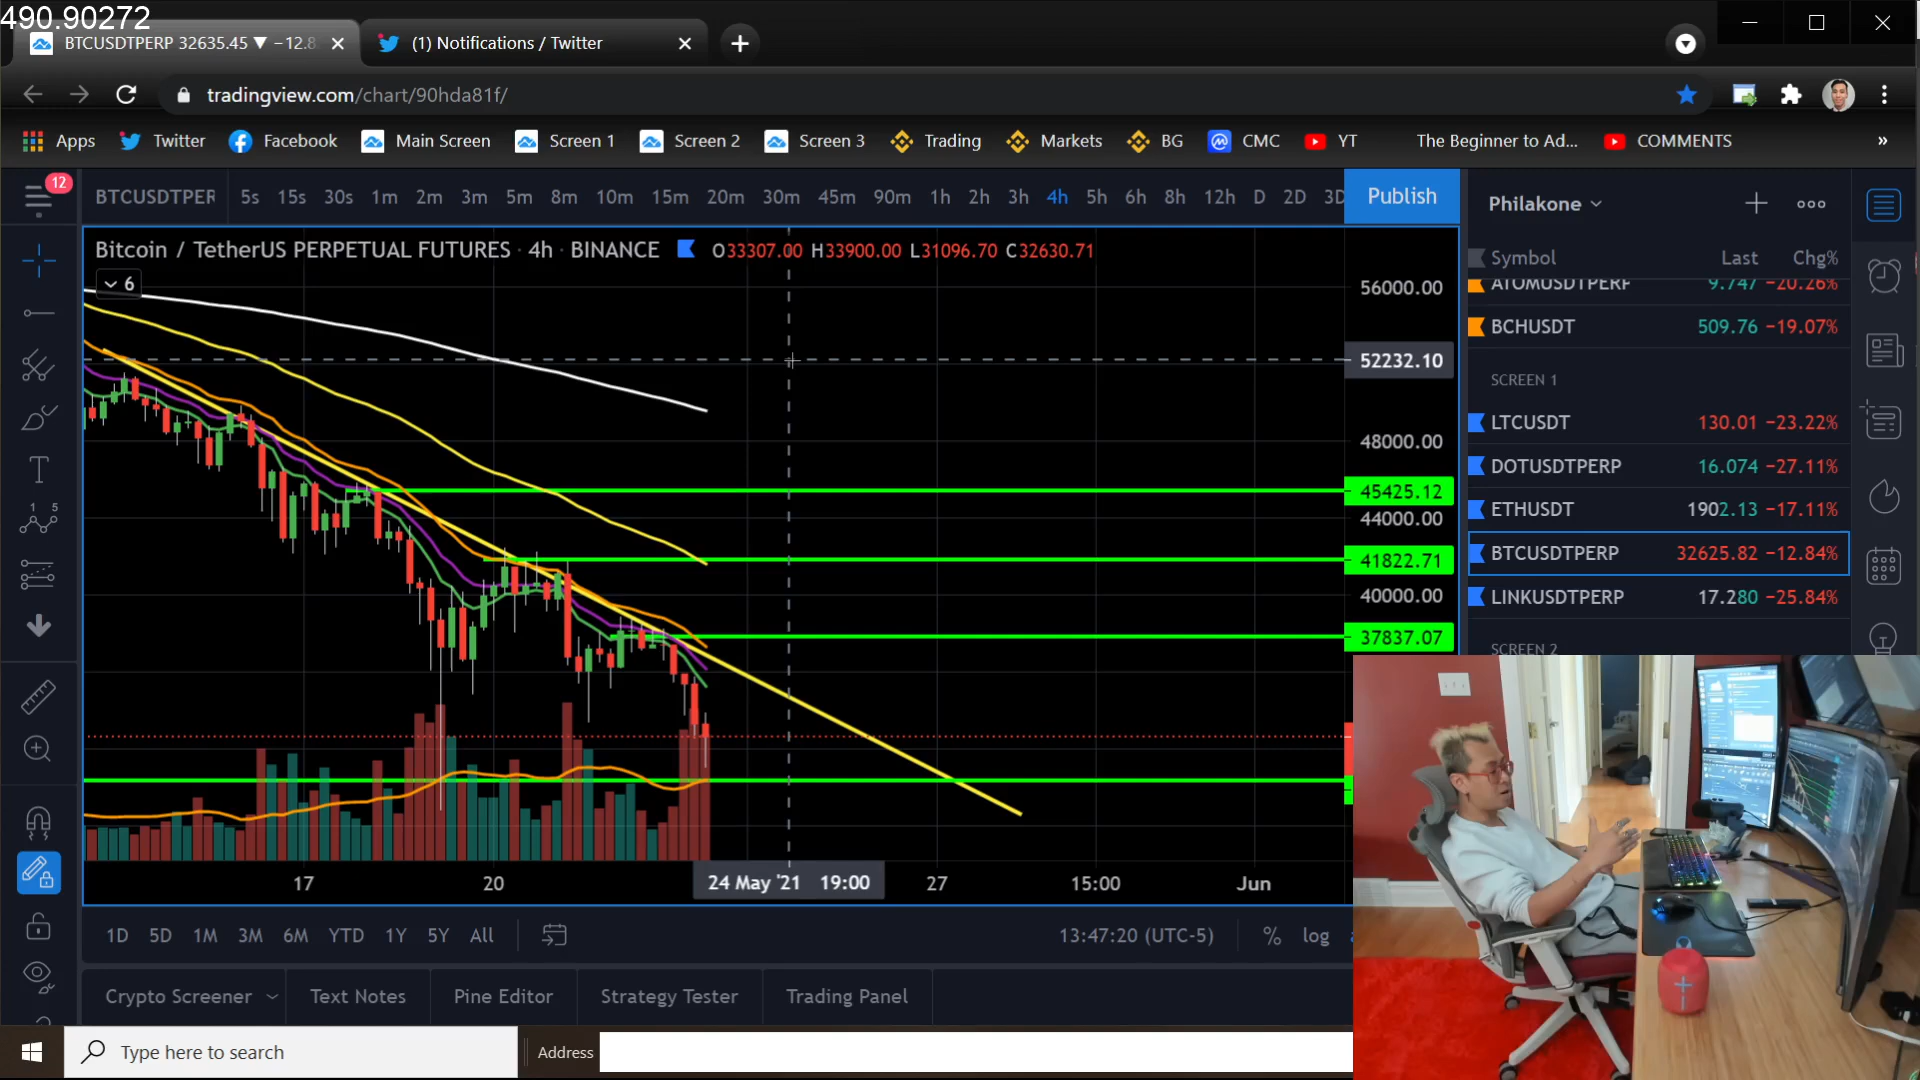 490.90272
BTCUSDTPERP 32635.45 ▼ −12.8
(1) Notifications / Twitter
tradingview.com/chart/90hda81f/
Apps Twitter Facebook Main Screen Screen 1 Screen 2 Screen 3 Trading Markets BG CMC YT The Beginner to Ad... COMMENTS »
12
BTCUSDTPER 5s 15s 30s 1m 2m 3m 5m 8m 10m 15m 20m 30m 45m 90m 1h 2h 3h 4h 5h 6h 8h 12h D 2D 3D Publish
Philakone
Bitcoin / TetherUS PERPETUAL FUTURES · 4h · BINANCE O33307.00 H33900.00 L31096.70 C32630.71
6
56000.00
52232.10
48000.00
45425.12
44000.00
41822.71
40000.00
37837.07
17 20 24 May '21 19:00 27 15:00 Jun
Symbol Last Chg%
ATOMUSDTPERP 9.747 −20.26%
BCHUSDT 509.76 −19.07%
SCREEN 1
LTCUSDT 130.01 −23.22%
DOTUSDTPERP 16.074 −27.11%
ETHUSDT 1902.13 −17.11%
BTCUSDTPERP 32625.82 −12.84%
LINKUSDTPERP 17.280 −25.84%
SCREEN 2
1D 5D 1M 3M 6M YTD 1Y 5Y All 13:47:20 (UTC-5) % log
Crypto Screener Text Notes Pine Editor Strategy Tester Trading Panel
Type here to search Address